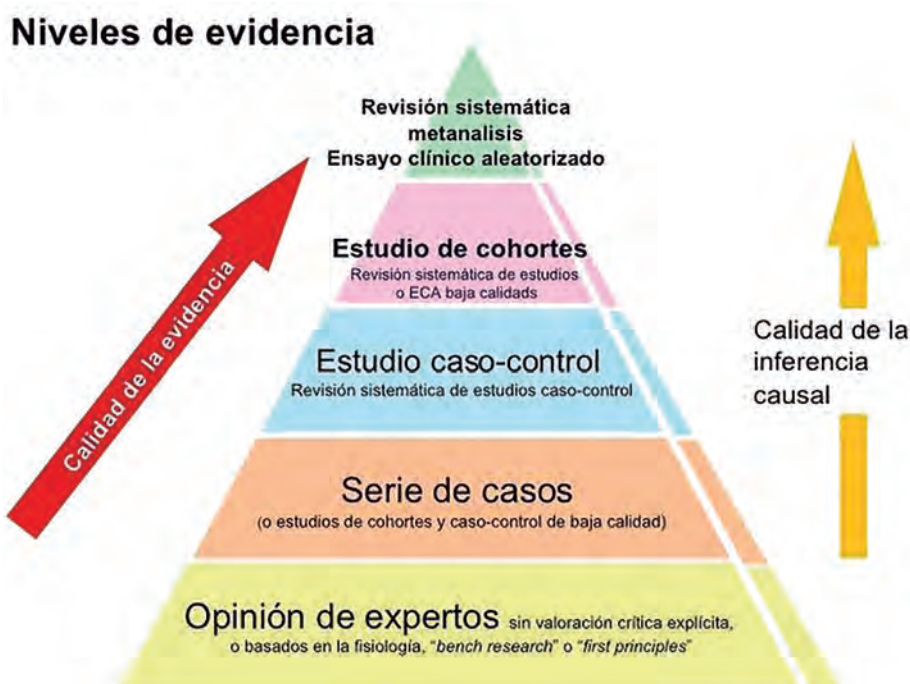 Niveles de evidencia
Revisión sistemática
metanalisis
Ensayo clínico aleatorizado
Estudio de cohortes
Revisión sistemática de estudios
o ECA baja calidads
Estudio caso-control
Revisión sistemática de estudios caso-control
Serie de casos
(o estudios de cohortes y caso-control de baja calidad)
Opinión de expertos sin valoración crítica explícita,
o basados en la fisiología, "bench research" o "first principles"
Calidad de la evidencia
Calidad de la
inferencia
causal